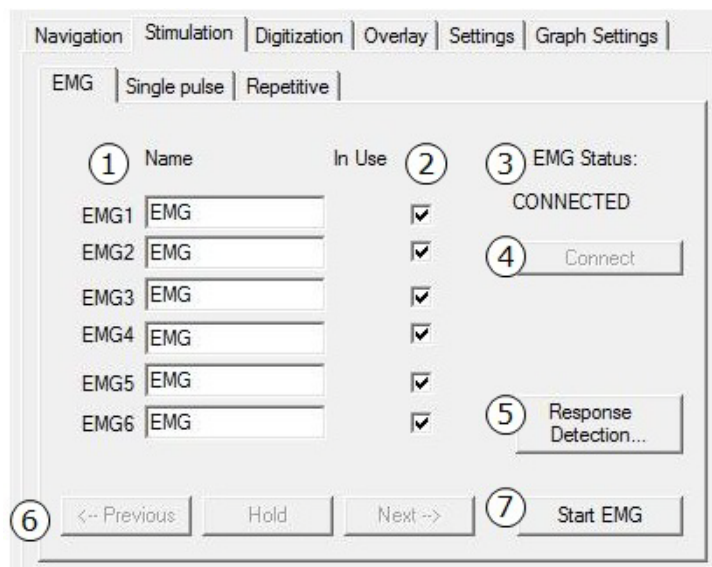 Navigation Stimulation Digitization Overlay Settings Graph Settings
EMG Single pulse Repetitive
1 Name In Use 2 3 EMG Status:
EMG1 EMG CONNECTED
EMG2 EMG 4 Connect
EMG3 EMG
EMG4 EMG
EMG5 EMG
5 Response
Detection...
EMG6 EMG
6 <-- Previous Hold Next --> 7 Start EMG